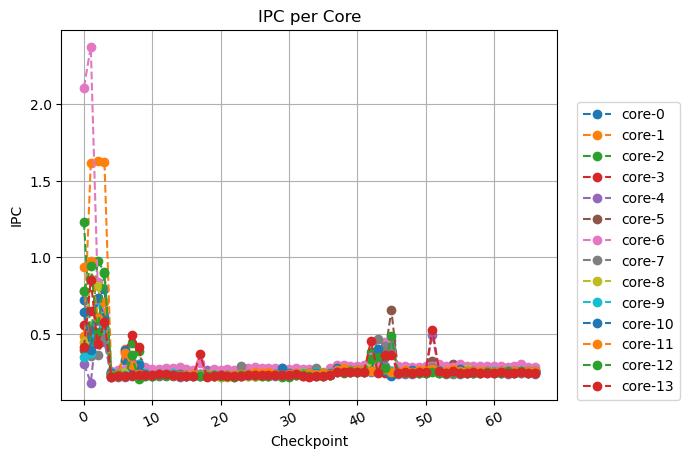 IPC per Core
IPC
2.0
1.5
1.0
0.5
0
10
20
30
40
50
60
Checkpoint
core-0
core-1
core-2
core-3
core-4
core-5
core-6
core-7
core-8
core-9
core-10
core-11
core-12
core-13